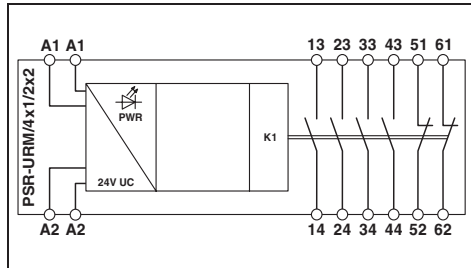 A1 A1 13 23 33 43 51 61
PSR-URM/4x1/2x2
PWR
K1
24V UC
A2 A2 14 24 34 44 52 62